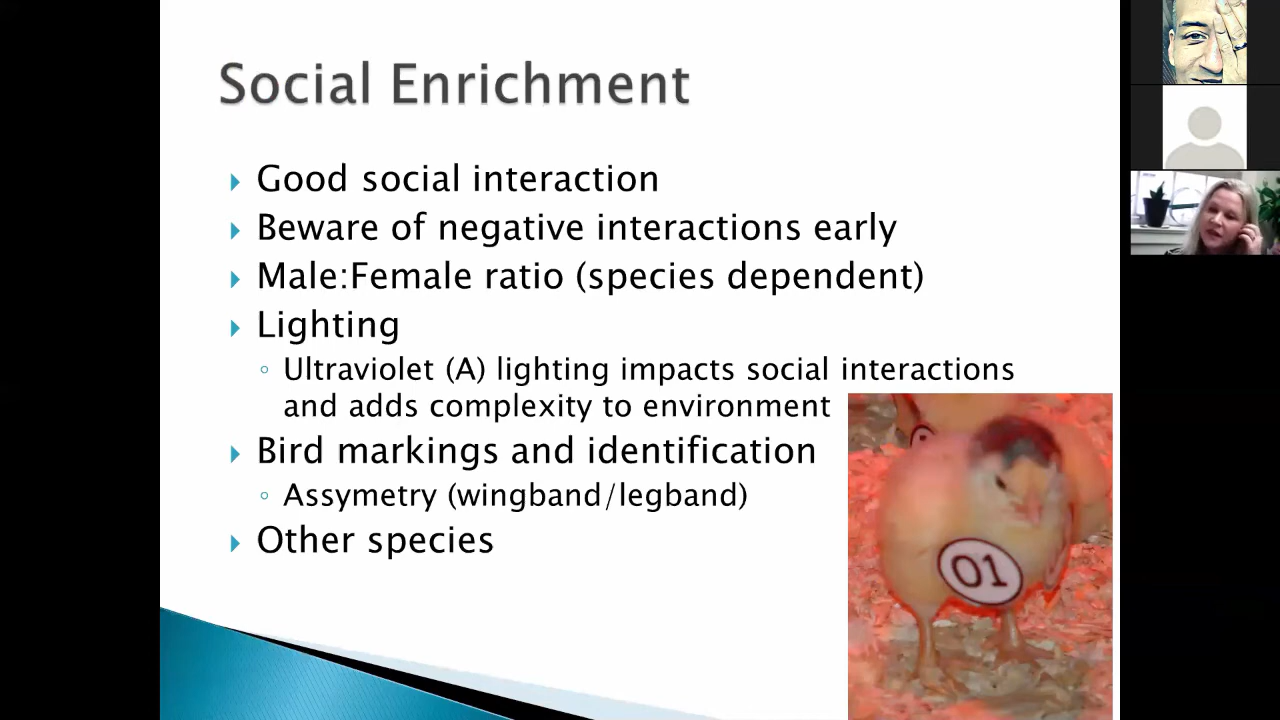 Social Enrichment
Good social interaction
Beware of negative interactions early
Male:Female ratio (species dependent)
Lighting
Ultraviolet (A) lighting impacts social interactions
and adds complexity to environment
Bird markings and identification
Assymetry (wingband/legband)
Other species
01